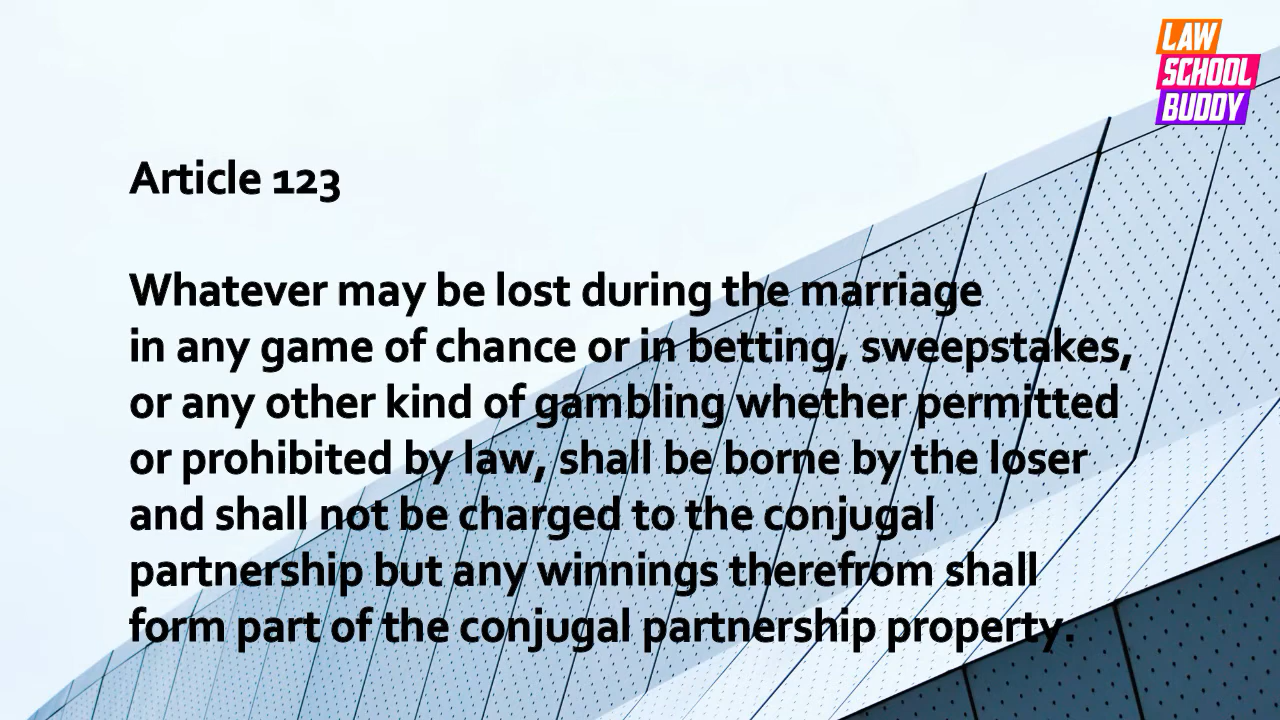 LAW
SCHOOL
BUDDY
Article 123
Whatever may be lost during the marriage
in any game of chance or in betting, sweepstakes,
or any other kind of gambling whether permitted
or prohibited by law, shall be borne by the loser
and shall not be charged to the conjugal
partnership but any winnings therefrom shall
form part of the conjugal partnership property.